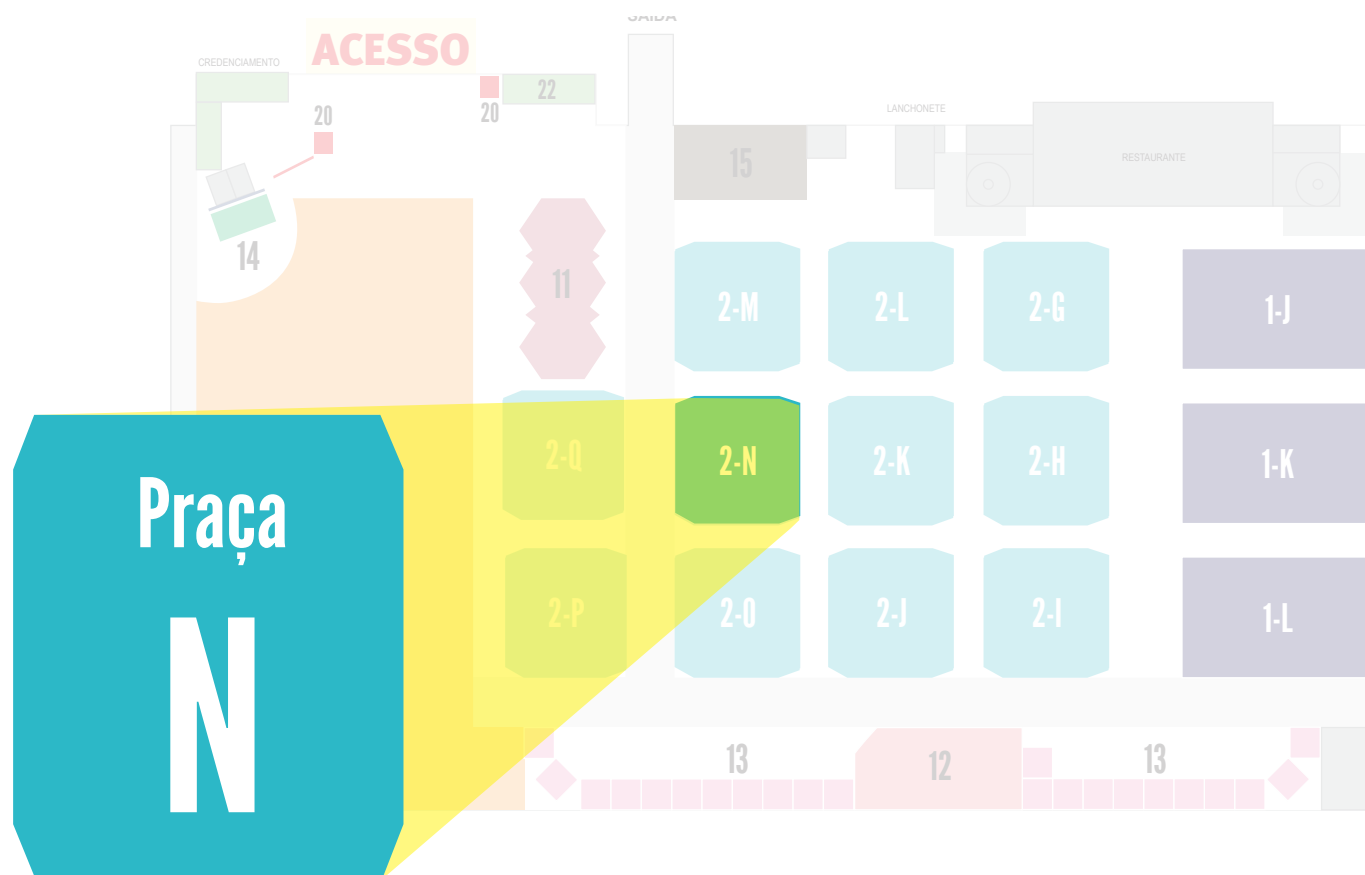 SAÍDA
ACESSO
CREDENCIAMENTO
20
20
22
LANCHONETE
15
RESTAURANTE
14
11
2-M
2-L
2-G
1-J
2-Q
2-N
2-K
2-H
1-K
Praça
N
2-P
2-O
2-J
2-I
1-L
13
12
13